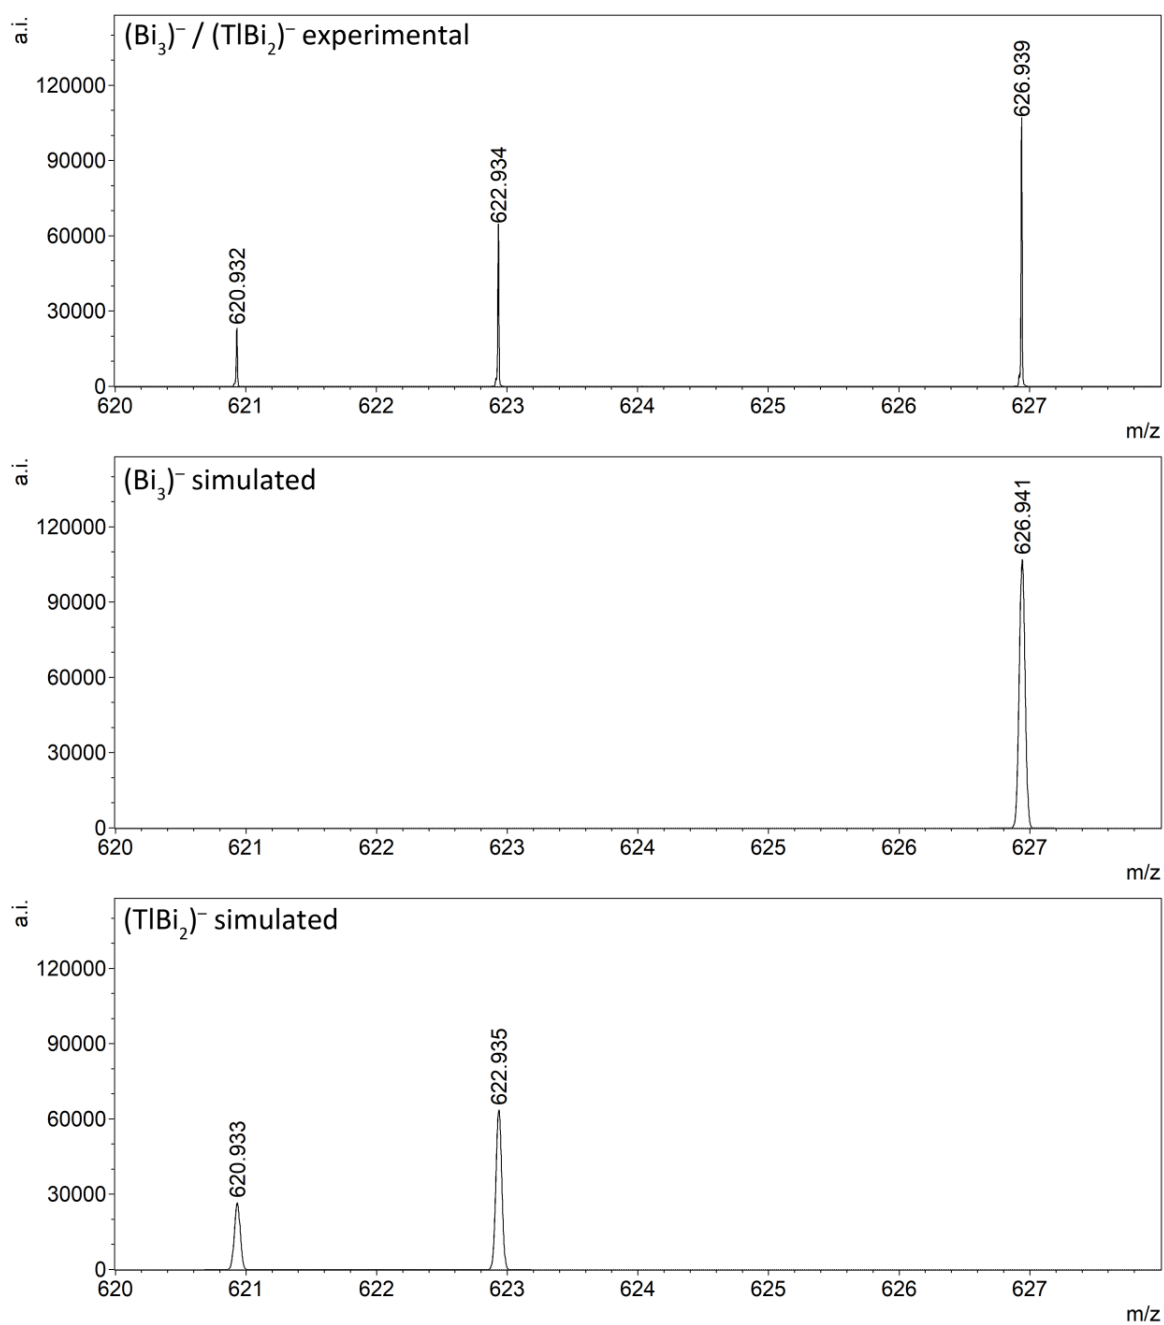 a.i.
(Bi₃)⁻ / (TlBi₂)⁻ experimental
626.939
120000
90000
622.934
60000
620.932
30000
0
620 621 622 623 624 625 626 627
m/z
a.i.
(Bi₃)⁻ simulated
626.941
120000
90000
60000
30000
0
620 621 622 623 624 625 626 627
m/z
a.i.
(TlBi₂)⁻ simulated
120000
90000
622.935
60000
620.933
30000
0
620 621 622 623 624 625 626 627
m/z